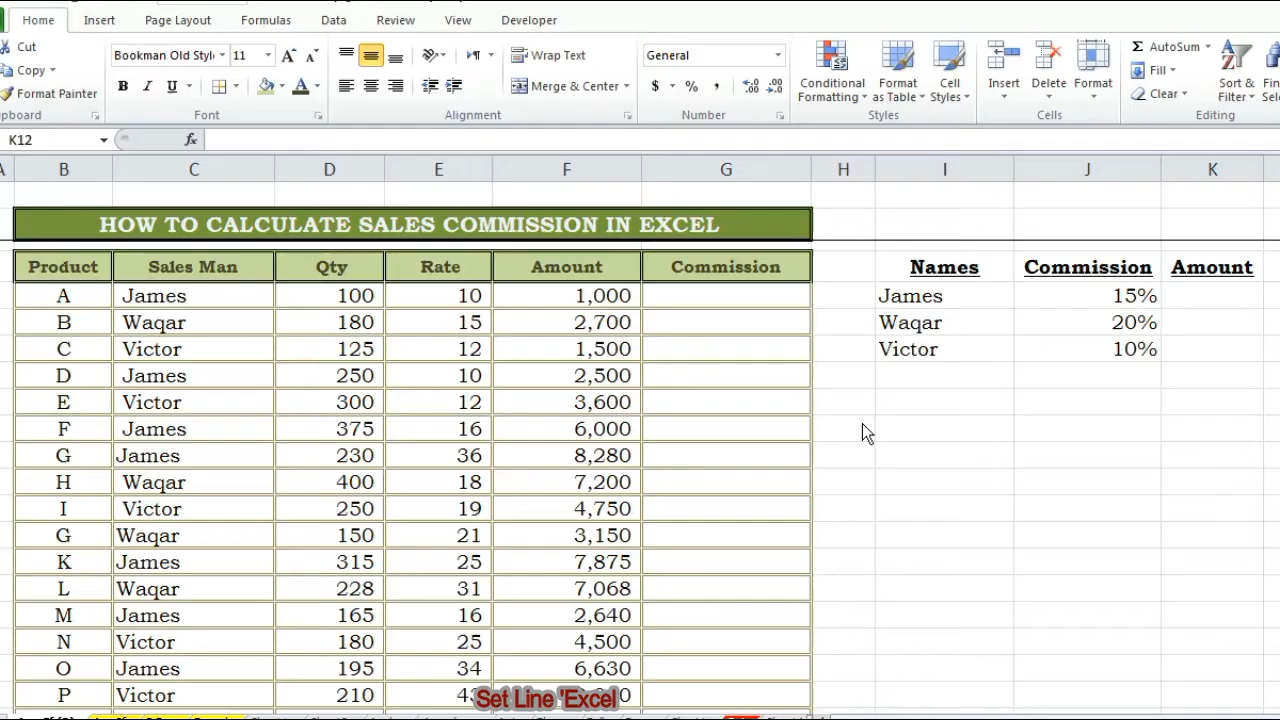 Home Insert Page Layout Formulas Data Review View Developer
Cut Bookman Old Styl 11 A A Wrap Text General Conditional Formatting Format as Table Cell Styles Insert Delete Format Σ AutoSum Sort & Filter
Copy Fill
Format Painter B I U A Merge & Center $ % , Clear
Font Alignment Number Styles Cells Editing
K12 fx
B C D E F G H I J K
HOW TO CALCULATE SALES COMMISSION IN EXCEL
Product Sales Man Qty Rate Amount Commission Names Commission Amount
A James 100 10 1,000 James 15%
B Waqar 180 15 2,700 Waqar 20%
C Victor 125 12 1,500 Victor 10%
D James 250 10 2,500
E Victor 300 12 3,600
F James 375 16 6,000
G James 230 36 8,280
H Waqar 400 18 7,200
I Victor 250 19 4,750
G Waqar 150 21 3,150
K James 315 25 7,875
L Waqar 228 31 7,068
M James 165 16 2,640
N Victor 180 25 4,500
O James 195 34 6,630
P Victor 210
Set Line 'Excel